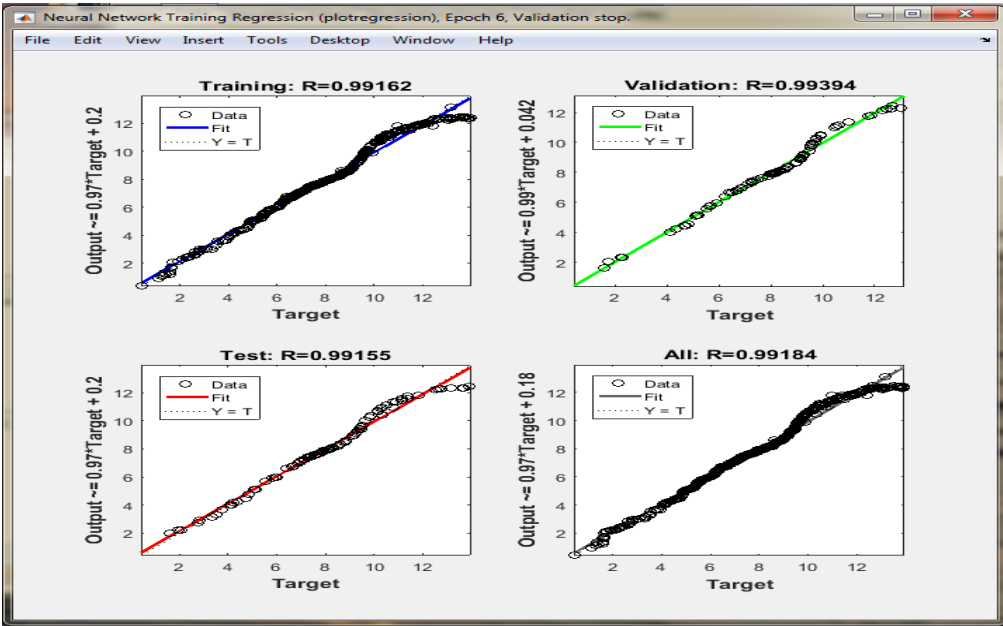 Neural Network Training Regression (plotregression), Epoch 6, Validation stop.
File Edit View Insert Tools Desktop Window Help
Training: R=0.99162
Output ~= 0.97*Target + 0.2
Data
Fit
Y = T
12
10
8
6
4
2
2 4 6 8 10 12
Target
Validation: R=0.99394
Output ~= 0.99*Target + 0.042
Data
Fit
Y = T
12
10
8
6
4
2
2 4 6 8 10 12
Target
Test: R=0.99155
Output ~= 0.97*Target + 0.2
Data
Fit
Y = T
12
10
8
6
4
2
2 4 6 8 10 12
Target
All: R=0.99184
Output ~= 0.97*Target + 0.18
Data
Fit
Y = T
12
10
8
6
4
2
2 4 6 8 10 12
Target